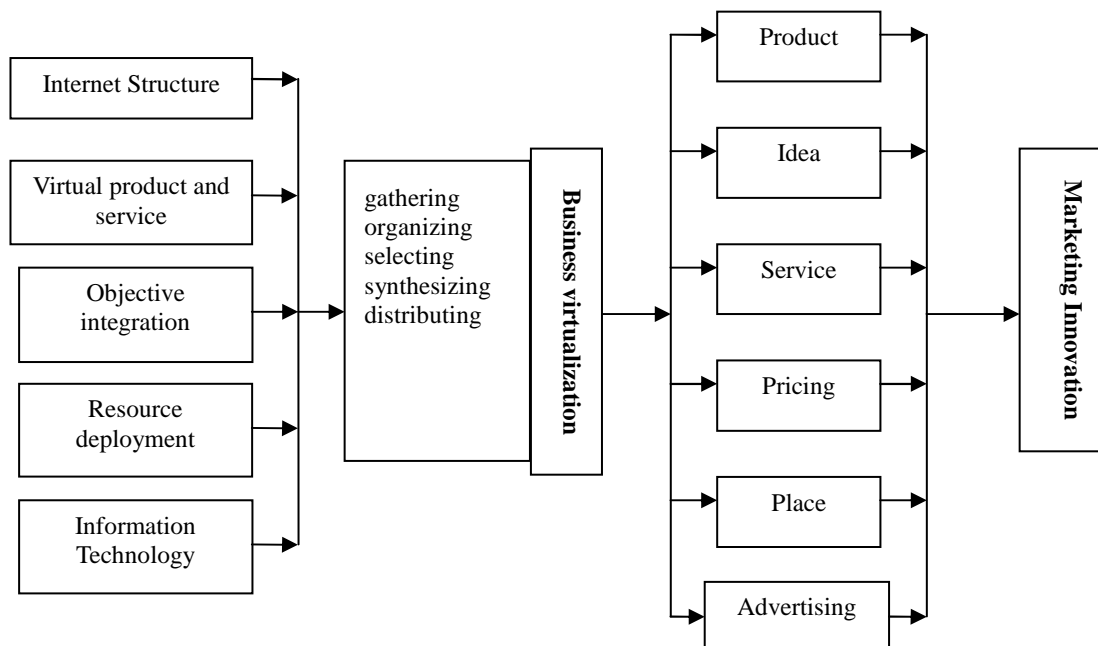 Internet Structure
Virtual product and
service
Objective
integration
Resource
deployment
Information
Technology
gathering
organizing
selecting
synthesizing
distributing
Business virtualization
Product
Idea
Service
Pricing
Place
Advertising
Marketing Innovation